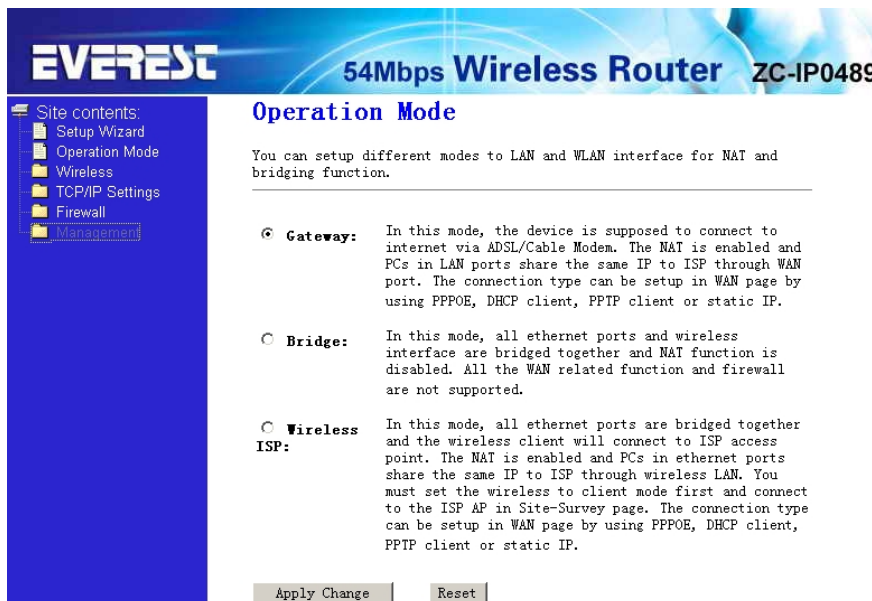 EVEREST
54Mbps Wireless Router ZC-IP0489
Site contents:
Setup Wizard
Operation Mode
Wireless
TCP/IP Settings
Firewall
Management
Operation Mode
You can setup different modes to LAN and WLAN interface for NAT and
bridging function.
Gateway:
In this mode, the device is supposed to connect to
internet via ADSL/Cable Modem. The NAT is enabled and
PCs in LAN ports share the same IP to ISP through WAN
port. The connection type can be setup in WAN page by
using PPPOE, DHCP client, PPTP client or static IP.
Bridge:
In this mode, all ethernet ports and wireless
interface are bridged together and NAT function is
disabled. All the WAN related function and firewall
are not supported.
Wireless
ISP:
In this mode, all ethernet ports are bridged together
and the wireless client will connect to ISP access
point. The NAT is enabled and PCs in ethernet ports
share the same IP to ISP through wireless LAN. You
must set the wireless to client mode first and connect
to the ISP AP in Site-Survey page. The connection type
can be setup in WAN page by using PPPOE, DHCP client,
PPTP client or static IP.
Apply Change
Reset